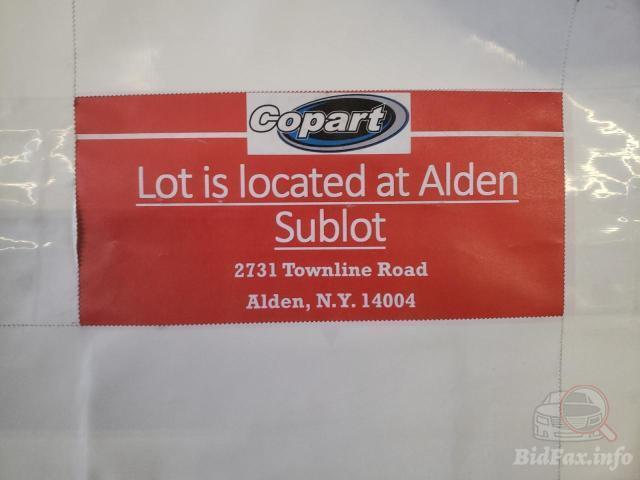 Copart
Lot is located at Alden
Sublot
2731 Townline Road
Alden, N.Y. 14004
BidFax.info